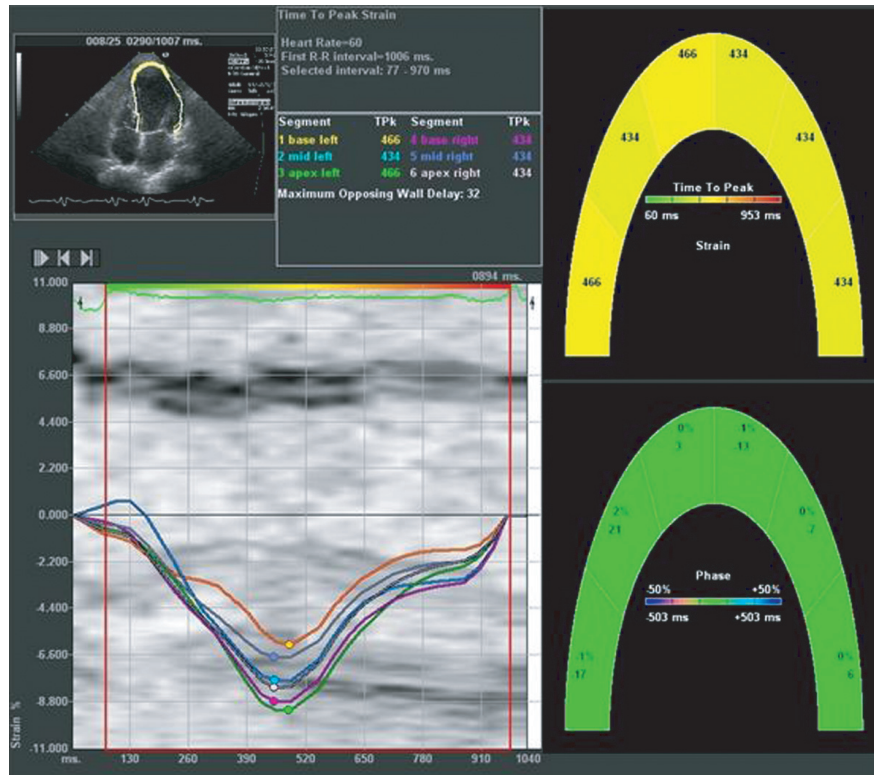 008/25 0290/1007 ms.
Time To Peak Strain
Heart Rate=60
First R-R interval=1006 ms.
Selected interval: 77 - 970 ms
Segment TPk Segment TPk
1 base left 466 4 base right 434
2 mid left 434 5 mid right 434
3 apex left 466 6 apex right 434
Maximum Opposing Wall Delay: 32
466 434
434 434
Time To Peak
60 ms 953 ms
Strain
466 434
0894 ms.
11.000
8.800
6.600
4.400
2.200
0.000
-2.200
-4.400
-6.600
-8.800
-11.000
Strain %
ms. 130 260 390 520 650 780 910 1040
0% 1%
3 -13
2% 0%
21 -7
Phase
-50% +50%
-503 ms +503 ms
-1% 0%
-17 6